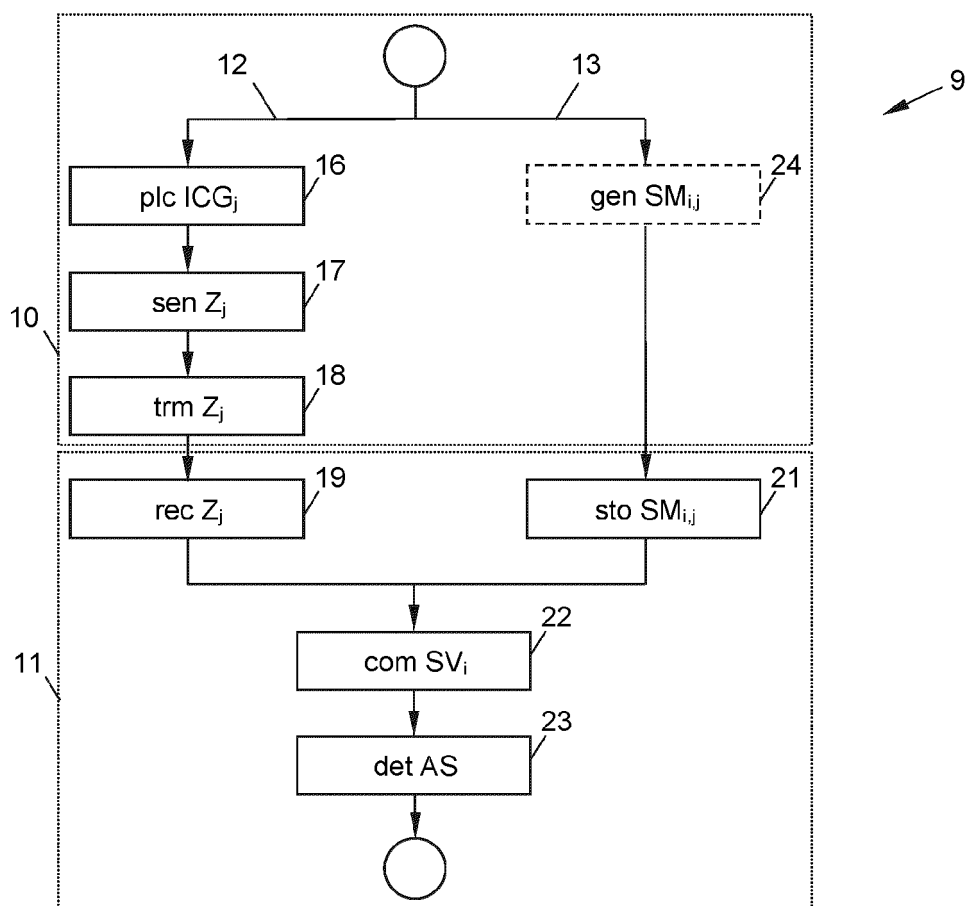 12
13
9
plc ICGj
16
gen SMi,j
24
sen Zj
17
10
trm Zj
18
rec Zj
19
sto SMi,j
21
com SVi
22
11
det AS
23